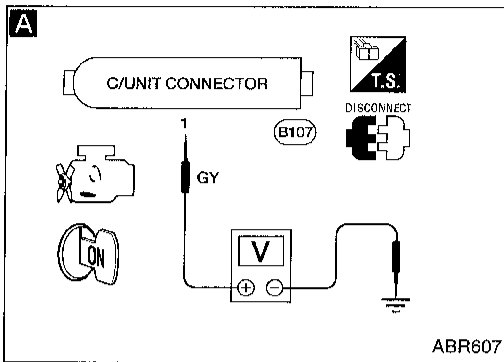 A
C/UNIT CONNECTOR
T.S.
DISCONNECT
1
B107
GY
ON
V
+ −
ABR607